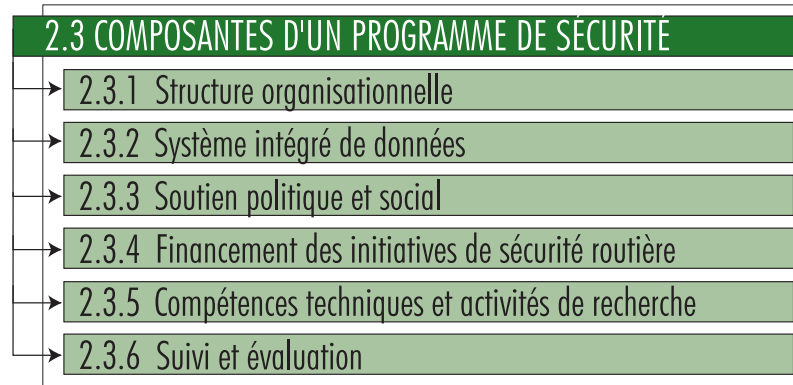 2.3 COMPOSANTES D'UN PROGRAMME DE SÉCURITÉ
2.3.1 Structure organisationnelle
2.3.2 Système intégré de données
2.3.3 Soutien politique et social
2.3.4 Financement des initiatives de sécurité routière
2.3.5 Compétences techniques et activités de recherche
2.3.6 Suivi et évaluation